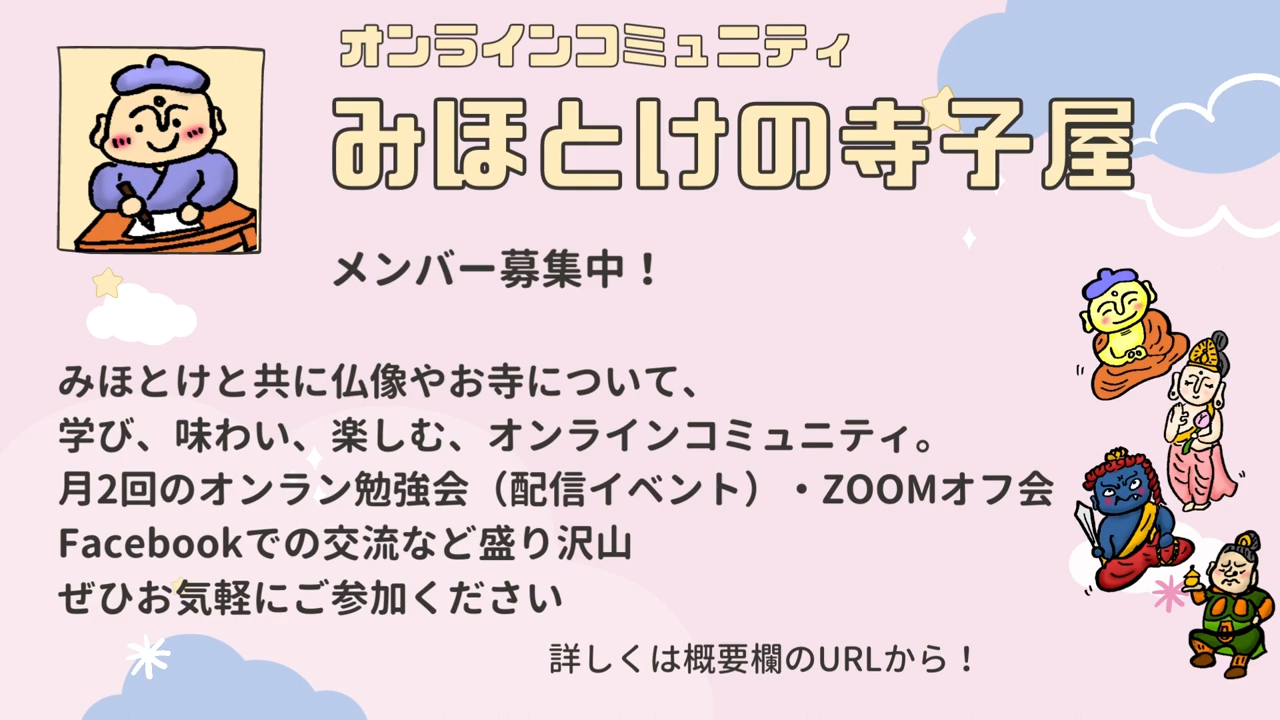 オンラインコミュニティ
みほとけの寺子屋
メンバー募集中！
みほとけと共に仏像やお寺について、
学び、味わい、楽しむ、オンラインコミュニティ。
月2回のオンラン勉強会（配信イベント）・ZOOMオフ会
Facebookでの交流など盛り沢山
ぜひお気軽にご参加ください
詳しくは概要欄のURLから！